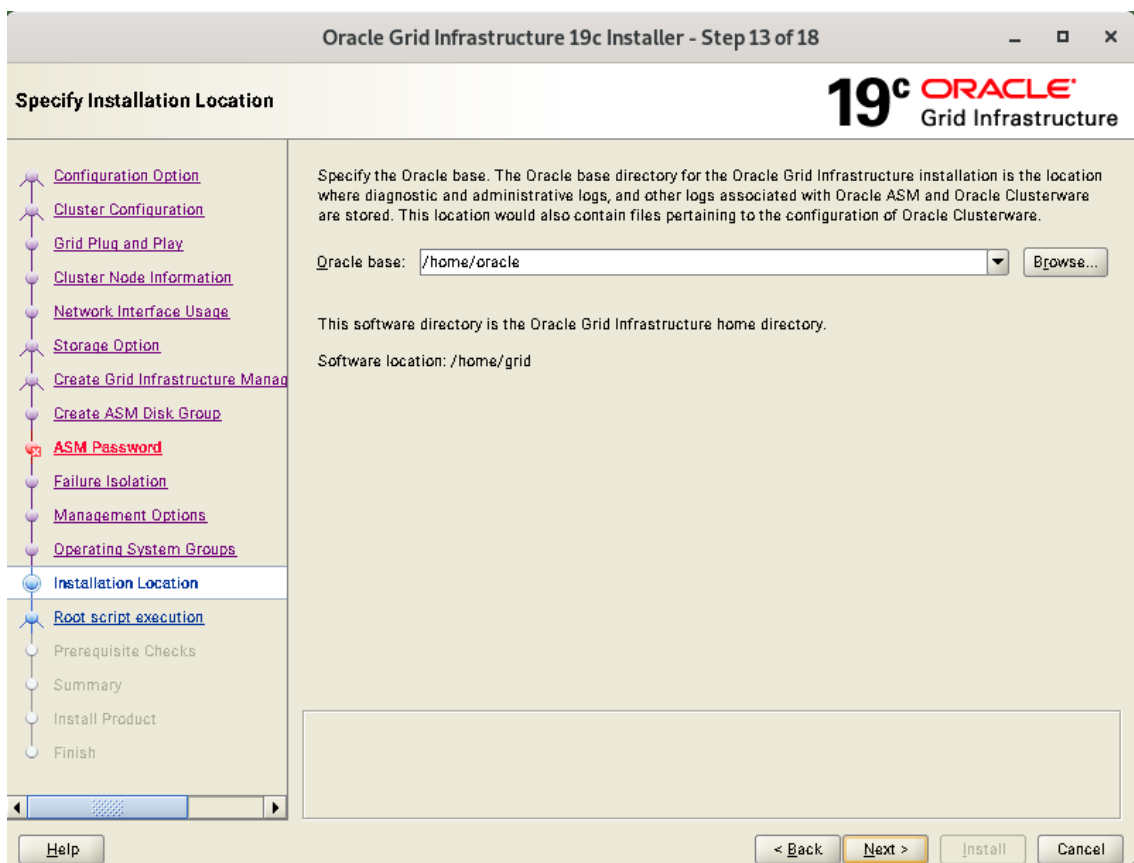 Oracle Grid Infrastructure 19c Installer - Step 13 of 18
Specify Installation Location
19c ORACLE
Grid Infrastructure
Configuration Option
Cluster Configuration
Grid Plug and Play
Cluster Node Information
Network Interface Usage
Storage Option
Create Grid Infrastructure Manag
Create ASM Disk Group
ASM Password
Failure Isolation
Management Options
Operating System Groups
Installation Location
Root script execution
Prerequisite Checks
Summary
Install Product
Finish
Specify the Oracle base. The Oracle base directory for the Oracle Grid Infrastructure installation is the location
where diagnostic and administrative logs, and other logs associated with Oracle ASM and Oracle Clusterware
are stored. This location would also contain files pertaining to the configuration of Oracle Clusterware.
Oracle base: /home/oracle Browse...
This software directory is the Oracle Grid Infrastructure home directory.
Software location: /home/grid
Help < Back Next > Install Cancel